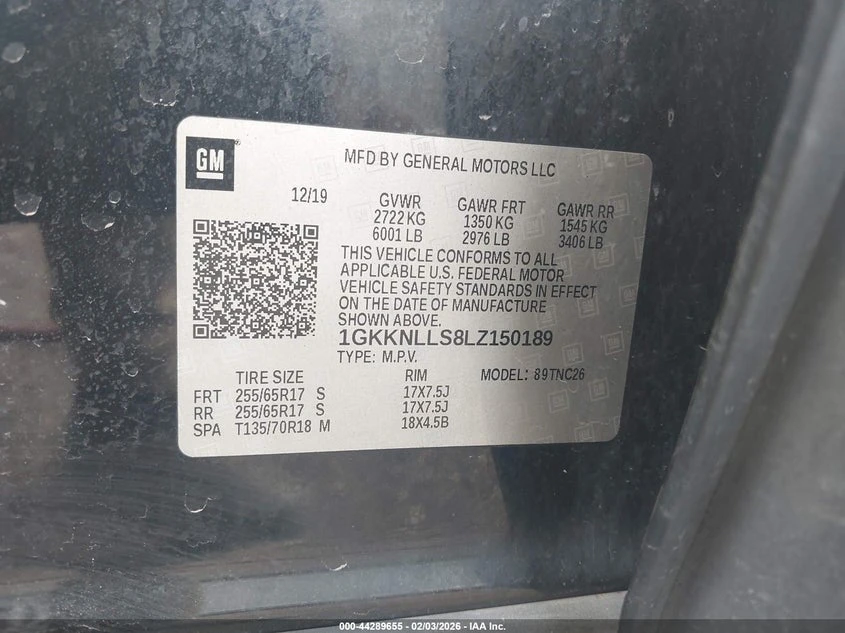 GM
MFD BY GENERAL MOTORS LLC
12/19
GVWR GAWR FRT GAWR RR
2722 KG 1350 KG 1545 KG
6001 LB 2976 LB 3406 LB
THIS VEHICLE CONFORMS TO ALL
APPLICABLE U.S. FEDERAL MOTOR
VEHICLE SAFETY STANDARDS IN EFFECT
ON THE DATE OF MANUFACTURE
SHOWN ABOVE.
1GKKNLLS8LZ150189
TYPE: M.P.V.
TIRE SIZE RIM MODEL: 89TNC26
FRT 255/65R17 S 17X7.5J
RR 255/65R17 S 17X7.5J
SPA T135/70R18 M 18X4.5B
000-44289655 - 02/03/2026 - IAA Inc.